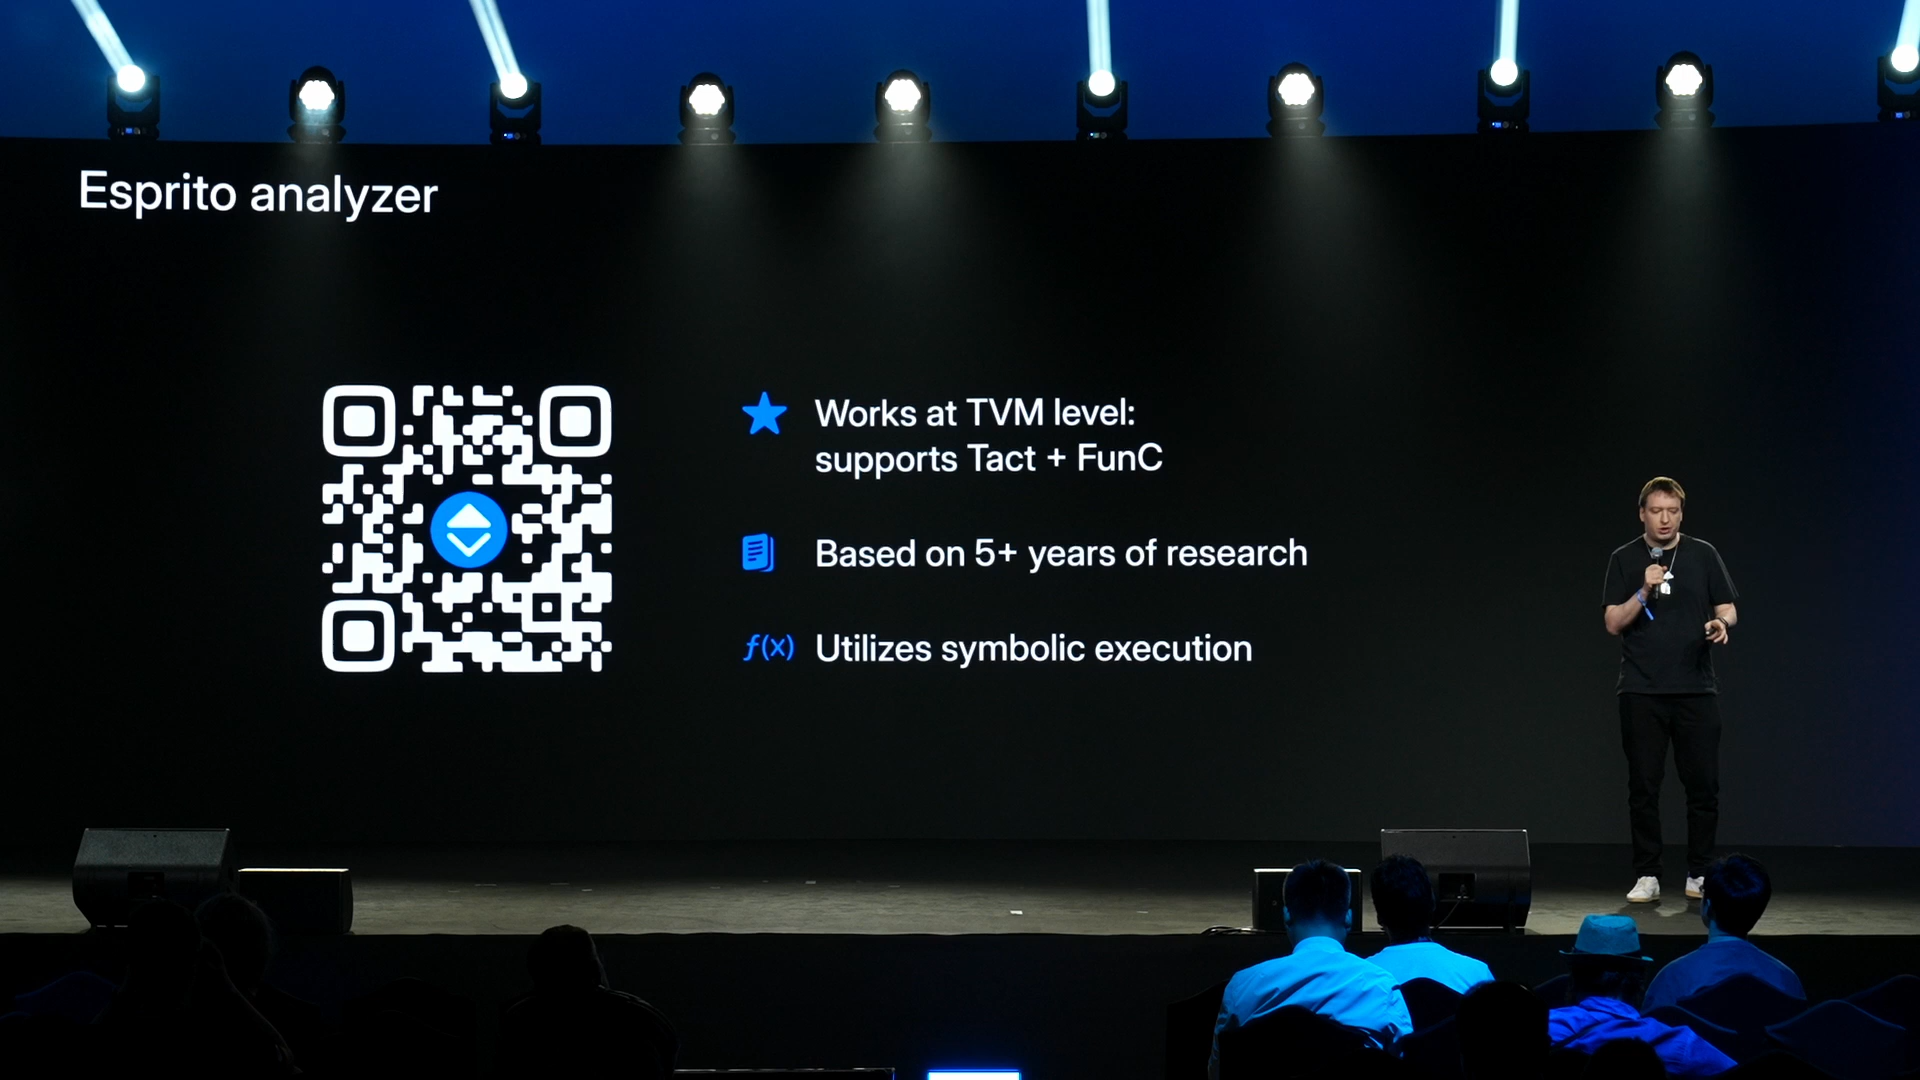 Esprito analyzer
Works at TVM level:
supports Tact + FunC
Based on 5+ years of research
f(x) Utilizes symbolic execution